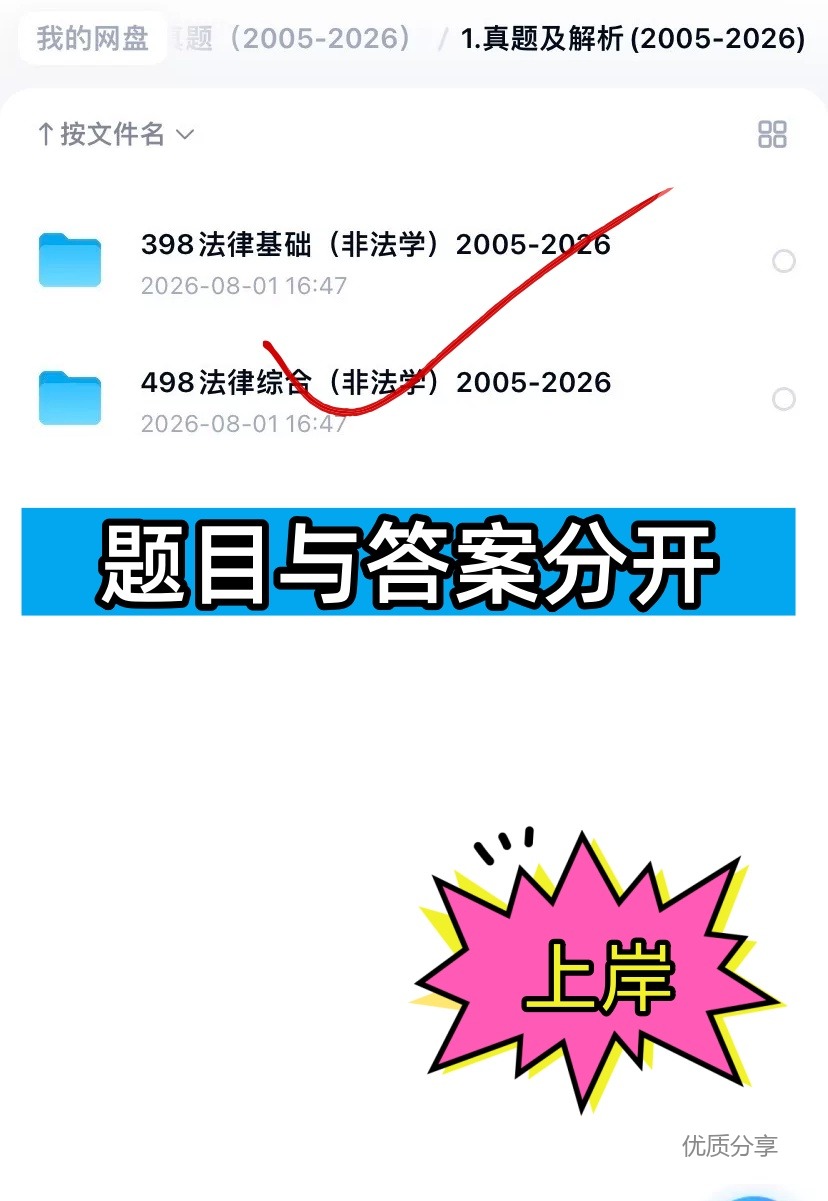 我的网盘 真题（2005-2026） / 1.真题及解析(2005-2026)
↑按文件名
398法律基础（非法学）2005-2026
2026-08-01 16:47
498法律综合（非法学）2005-2026
2026-08-01 16:47
题目与答案分开
上岸
优质分享